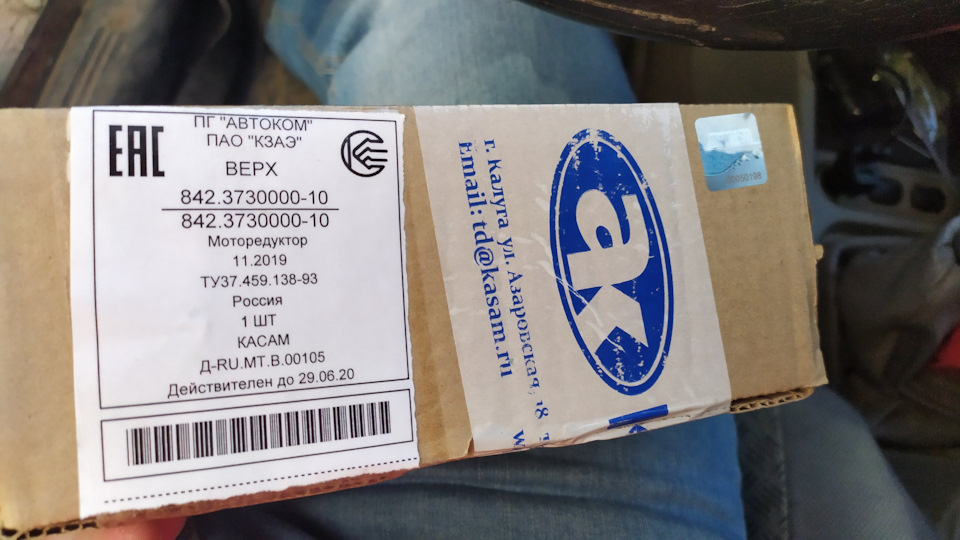 EAC
ПГ "АВТОКОМ"
ПАО "КЗАЭ"
ВЕРХ
842.3730000-10
842.3730000-10
Моторедуктор
11.2019
ТУ37.459.138-93
Россия
1 ШТ
КАСАМ
Д-RU.МТ.В.00105
Действителен до 29.06.20
г. Калуга ул. Азаровская, 18
Email: td@kasam.ru
ак